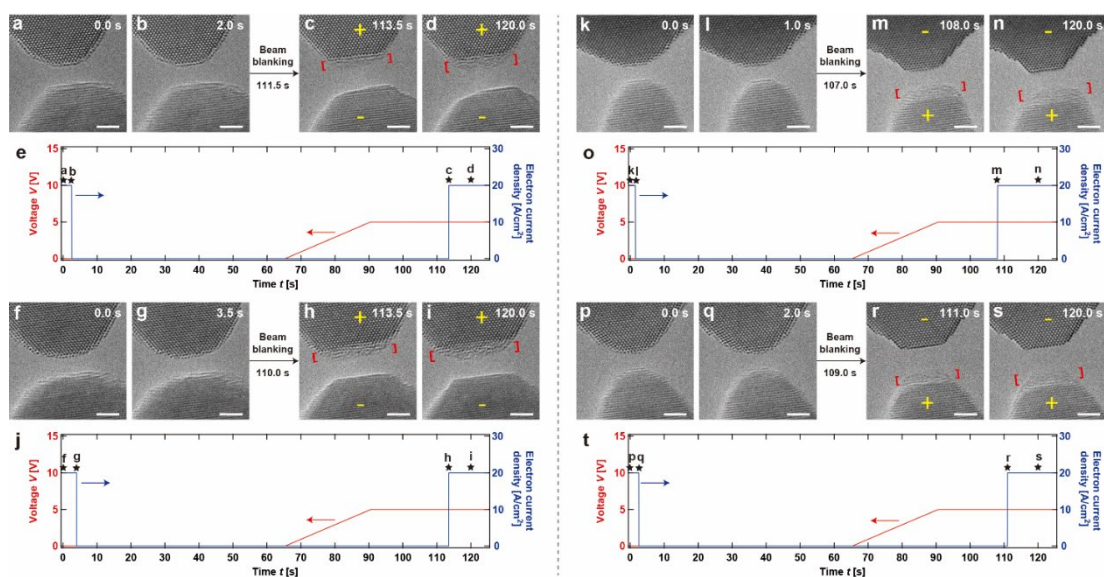 a 0.0 s b 2.0 s Beam blanking 111.5 s c 113.5 s + [ ] - d 120.0 s + [ ] -
e
Voltage V [V]
15
10
5
0
a b c d
30
20
10
0
Electron current density [A/cm²]
0 10 20 30 40 50 60 70 80 90 100 110 120
Time t [s]
f 0.0 s g 3.5 s Beam blanking 110.0 s h 113.5 s + [ ] - i 120.0 s + [ ] -
j
Voltage V [V]
15
10
5
0
f g h i
30
20
10
0
Electron current density [A/cm²]
0 10 20 30 40 50 60 70 80 90 100 110 120
Time t [s]
k 0.0 s l 1.0 s Beam blanking 107.0 s m 108.0 s - [ ] + n 120.0 s - [ ] +
o
Voltage V [V]
15
10
5
0
k l m n
30
20
10
0
Electron current density [A/cm²]
0 10 20 30 40 50 60 70 80 90 100 110 120
Time t [s]
p 0.0 s q 2.0 s Beam blanking 109.0 s r 111.0 s - [ ] + s 120.0 s - [ ] +
t
Voltage V [V]
15
10
5
0
p q r s
30
20
10
0
Electron current density [A/cm²]
0 10 20 30 40 50 60 70 80 90 100 110 120
Time t [s]